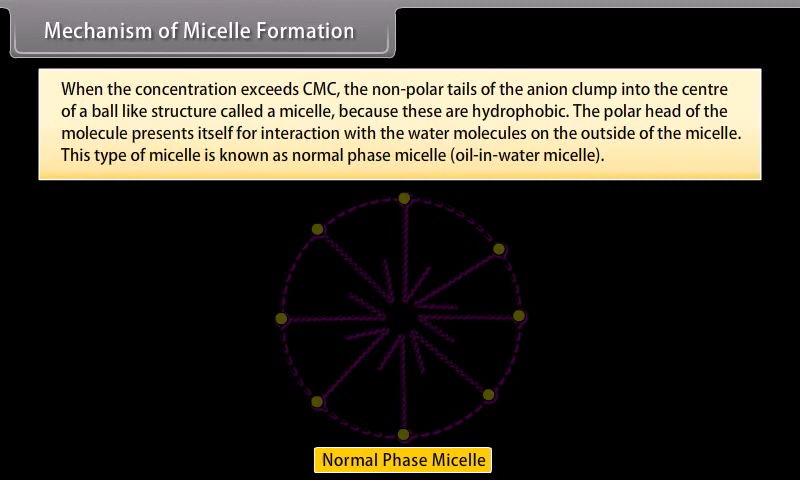 Mechanism of Micelle Formation
When the concentration exceeds CMC, the non-polar tails of the anion clump into the centre
of a ball like structure called a micelle, because these are hydrophobic. The polar head of the
molecule presents itself for interaction with the water molecules on the outside of the micelle.
This type of micelle is known as normal phase micelle (oil-in-water micelle).
Normal Phase Micelle